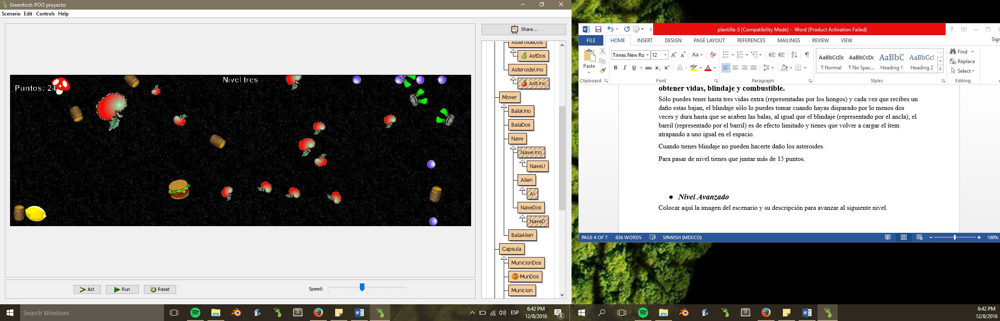 Greenfoot: POO proyecto
Scenario Edit Controls Help
Share...
Puntos: 24
Nivel tres
AsteroideDos
AstDos
AsteroideUno
AstUno
Mover
BalaUno
BalaDos
Nave
NaveUno
NaveU
Alien
Al
NaveDos
NaveD
BalaAlien
Capsula
MunicionDos
MunDos
Municion
Act Run Reset Speed:
Search Windows
ESP
6:42 PM
12/8/2016
2
plantilla-3 [Compatibility Mode] - Word (Product Activation Failed)
FILE HOME INSERT DESIGN PAGE LAYOUT REFERENCES MAILINGS REVIEW VIEW Sign
Paste
Clipboard
Times New Ro 12
Font
Paragraph
AaBbCcDc AaBbCcDc AaBbC AaBbCcI
¶ Normal ¶ No Spac... Heading 1 Heading 2
Styles
Find
Replace
Select
Editing
obtener vidas, blindaje y combustible.
Sólo puedes tener hasta tres vidas extra (representadas por los hongos) y cada vez que recibes un
daño estas bajan, el blindaje sólo lo puedes tomar cuando hayas disparado por lo menos dos
veces y dura hasta que se acaben las balas, al igual que el blindaje (representado por el ancla), el
barril (representado por el barril) es de efecto limitado y tienes que volver a cargar el ítem
atrapando a uno igual en el espacio.
Cuando tienes blindaje no pueden hacerte daño los asteroides.
Para pasar de nivel tienes que juntar más de 15 puntos.
● Nivel Avanzado
Colocar aquí la imagen del escenario y su descripción para avanzar al siguiente nivel.
PAGE 4 OF 7 836 WORDS SPANISH (MEXICO) 100%
6:42 PM
12/8/2016